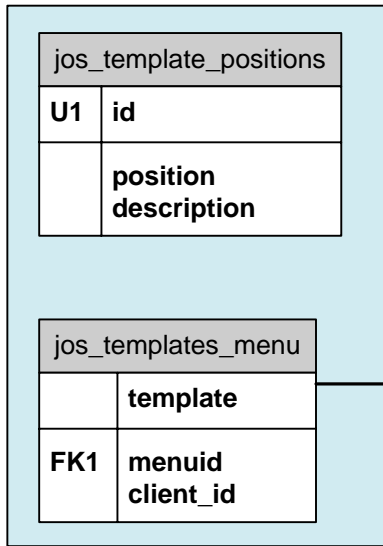 jos_template_positions
U1 id
position
description
jos_templates_menu
template
FK1 menuid
client_id